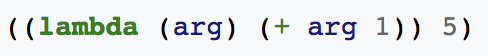 ((lambda (arg) (+ arg 1)) 5)